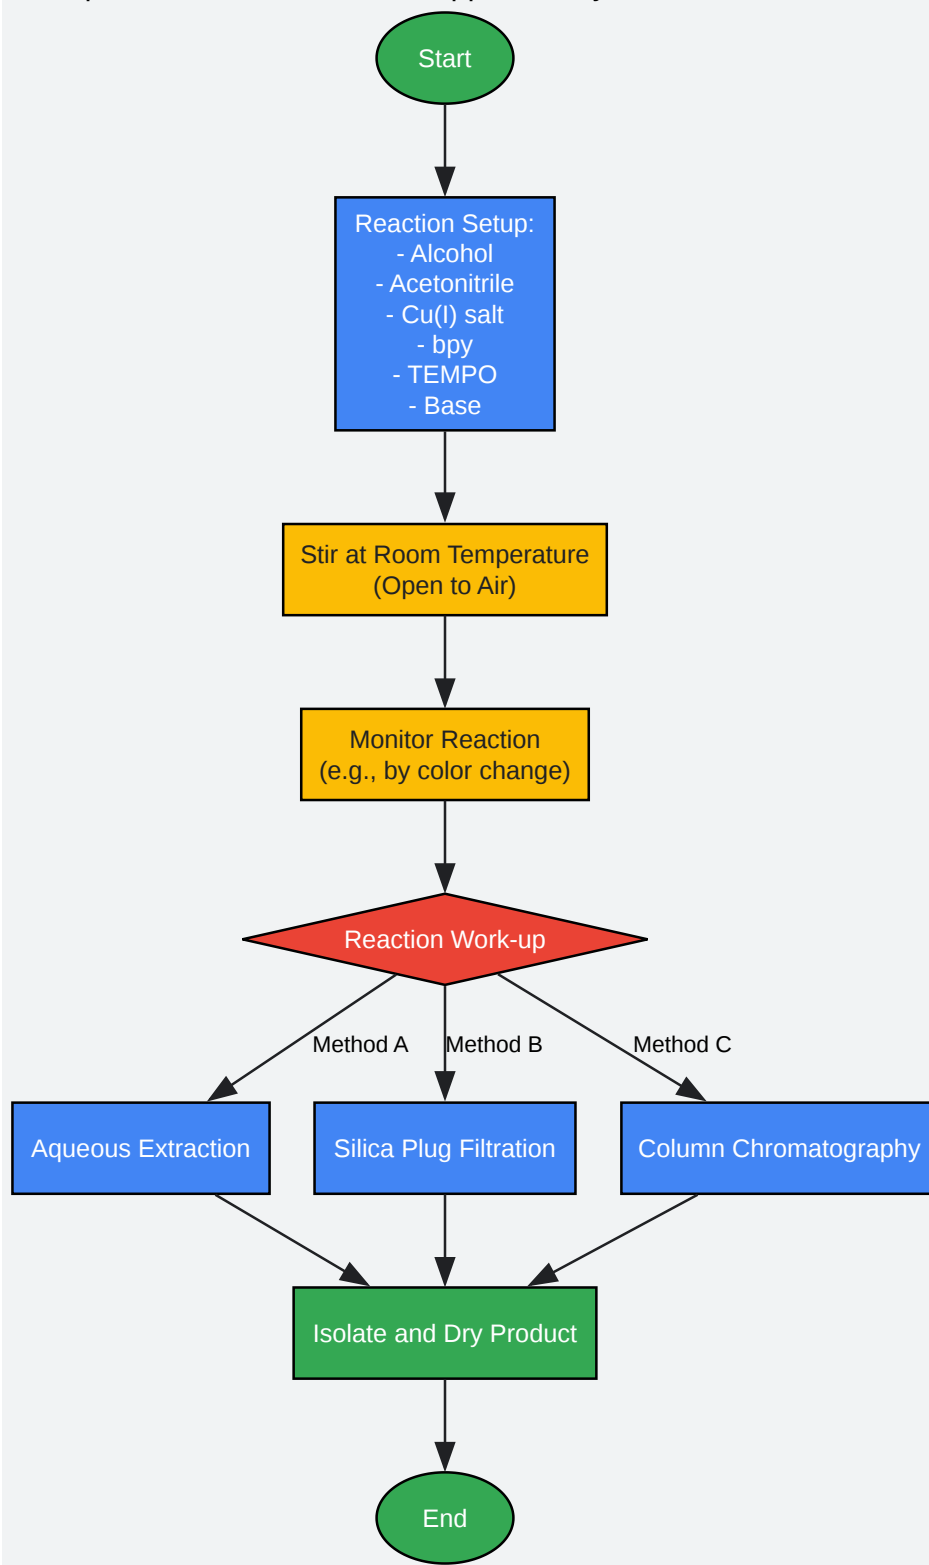 Start
Reaction Setup:
- Alcohol
- Acetonitrile
- Cu(I) salt
- bpy
- TEMPO
- Base
Stir at Room Temperature
(Open to Air)
Monitor Reaction
(e.g., by color change)
Reaction Work-up
Method A
Method B
Method C
Aqueous Extraction
Silica Plug Filtration
Column Chromatography
Isolate and Dry Product
End